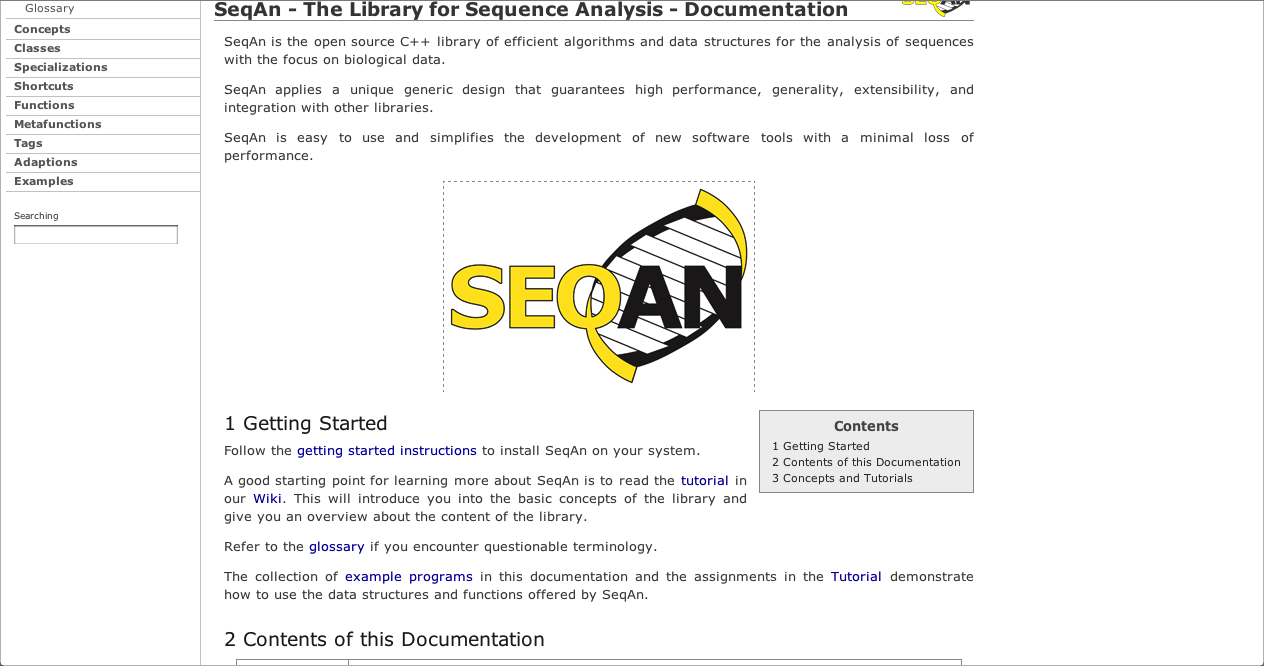 Glossary
Concepts
Classes
Specializations
Shortcuts
Functions
Metafunctions
Tags
Adaptions
Examples
Searching
SeqAn - The Library for Sequence Analysis - Documentation
SeqAn is the open source C++ library of efficient algorithms and data structures for the analysis of sequences
with the focus on biological data.
SeqAn applies a unique generic design that guarantees high performance, generality, extensibility, and
integration with other libraries.
SeqAn is easy to use and simplifies the development of new software tools with a minimal loss of
performance.
SEQAN
1 Getting Started
Follow the getting started instructions to install SeqAn on your system.
A good starting point for learning more about SeqAn is to read the tutorial in
our Wiki. This will introduce you into the basic concepts of the library and
give you an overview about the content of the library.
Refer to the glossary if you encounter questionable terminology.
The collection of example programs in this documentation and the assignments in the Tutorial demonstrate
how to use the data structures and functions offered by SeqAn.
Contents
1 Getting Started
2 Contents of this Documentation
3 Concepts and Tutorials
2 Contents of this Documentation